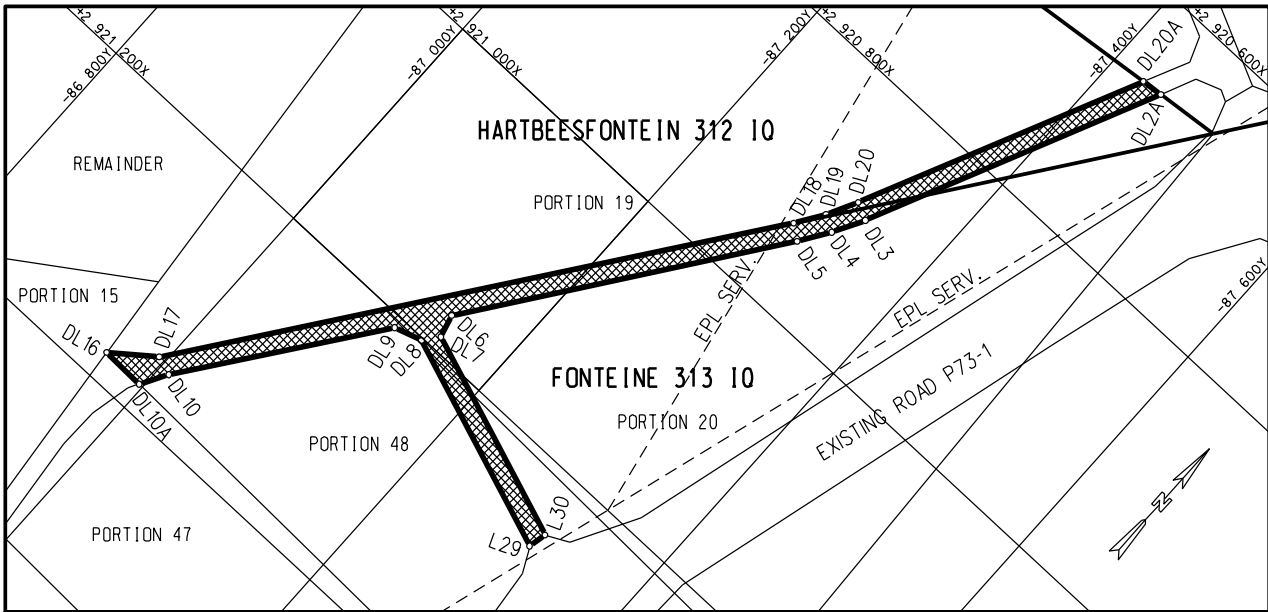 +2 921 200X
-86 800Y
+2 921 000X
-87 000Y
-87 200Y
+2 920 800X
-87 400Y
+2 920 600X
DL20A
DL2A
HARTBEESFONTEIN 312 IQ
REMAINDER
PORTION 19
DL18
DL19
DL20
DL3
DL4
DL5
EPL SERV.
EPL SERV.
-87 600Y
PORTION 15
DL16
DL17
DL9
DL8
DL6
DL7
DL10
DL10A
FONTEINE 313 IQ
PORTION 20
EXISTING ROAD P73-1
PORTION 48
PORTION 47
L29
L30
N